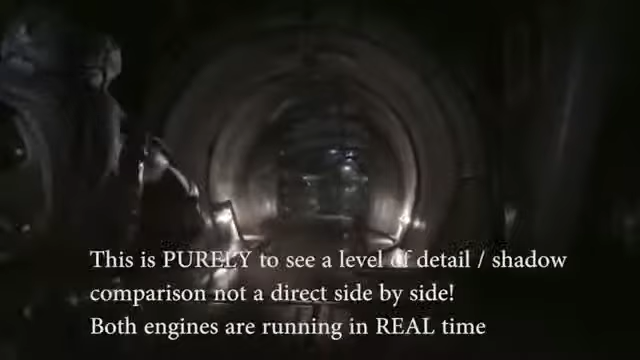 This is PURELY to see a level of detail / shadow
comparison not a direct side by side!
Both engines are running in REAL time